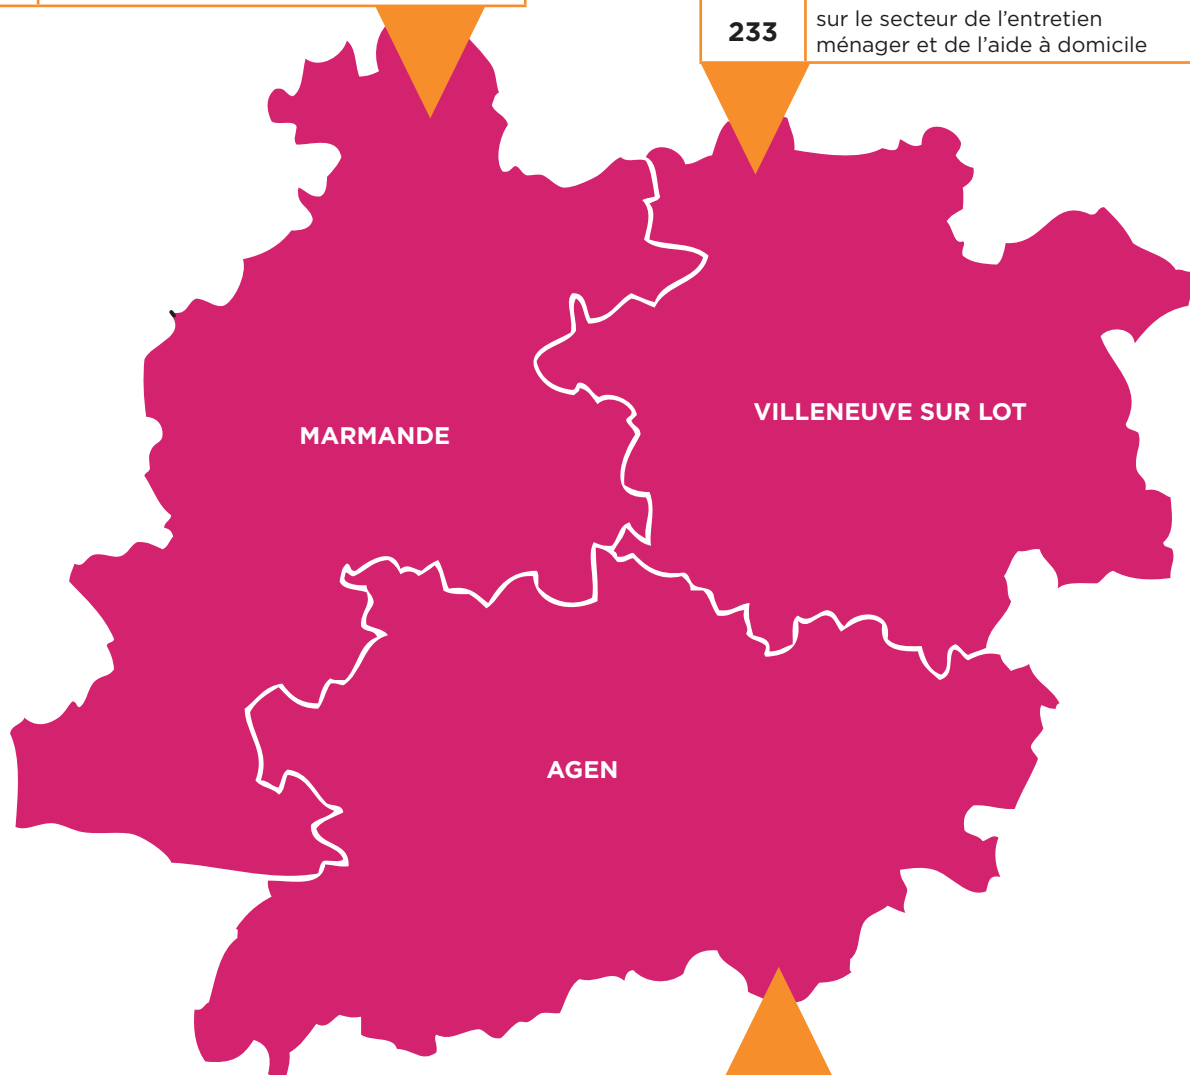 233
sur le secteur de l’entretien
ménager et de l’aide à domicile
VILLENEUVE SUR LOT
MARMANDE
AGEN